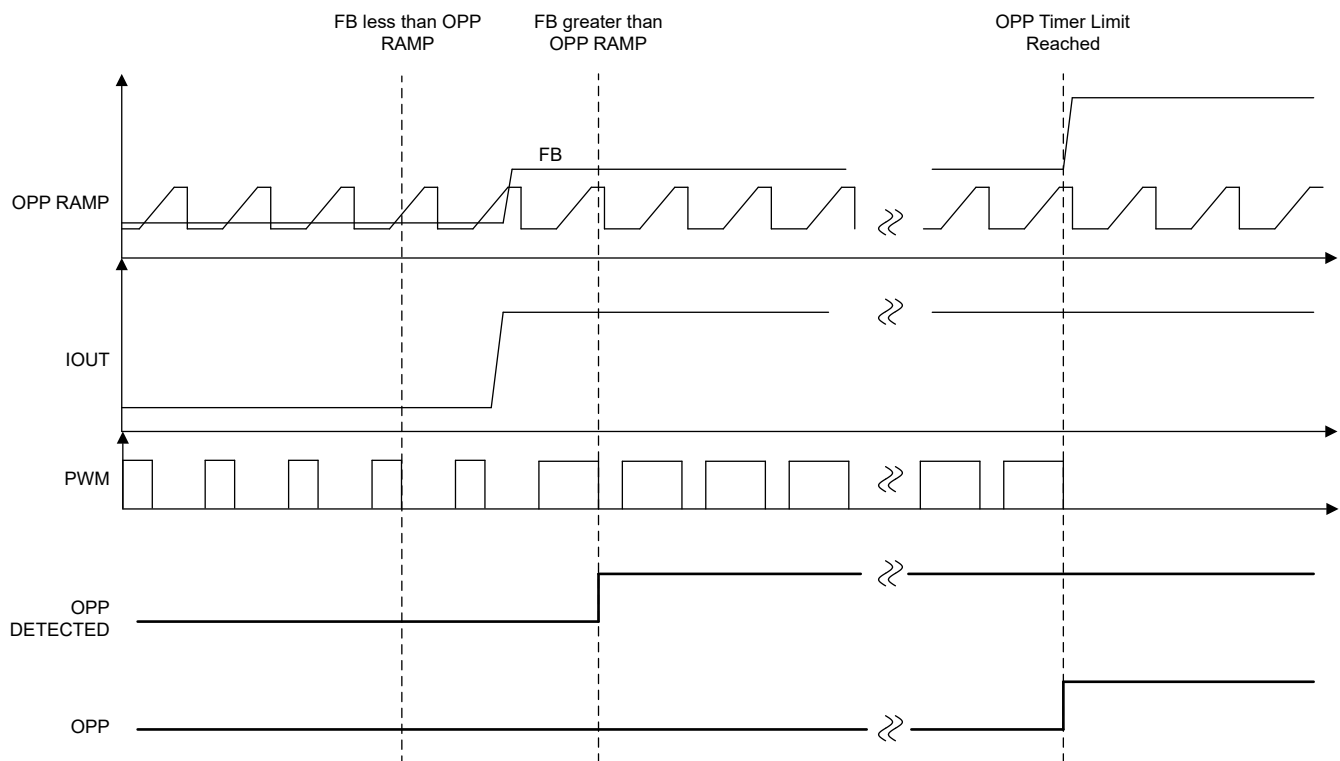 FB less than OPP
RAMP
FB greater than
OPP RAMP
OPP Timer Limit
Reached
FB
OPP RAMP
IOUT
PWM
OPP
DETECTED
OPP